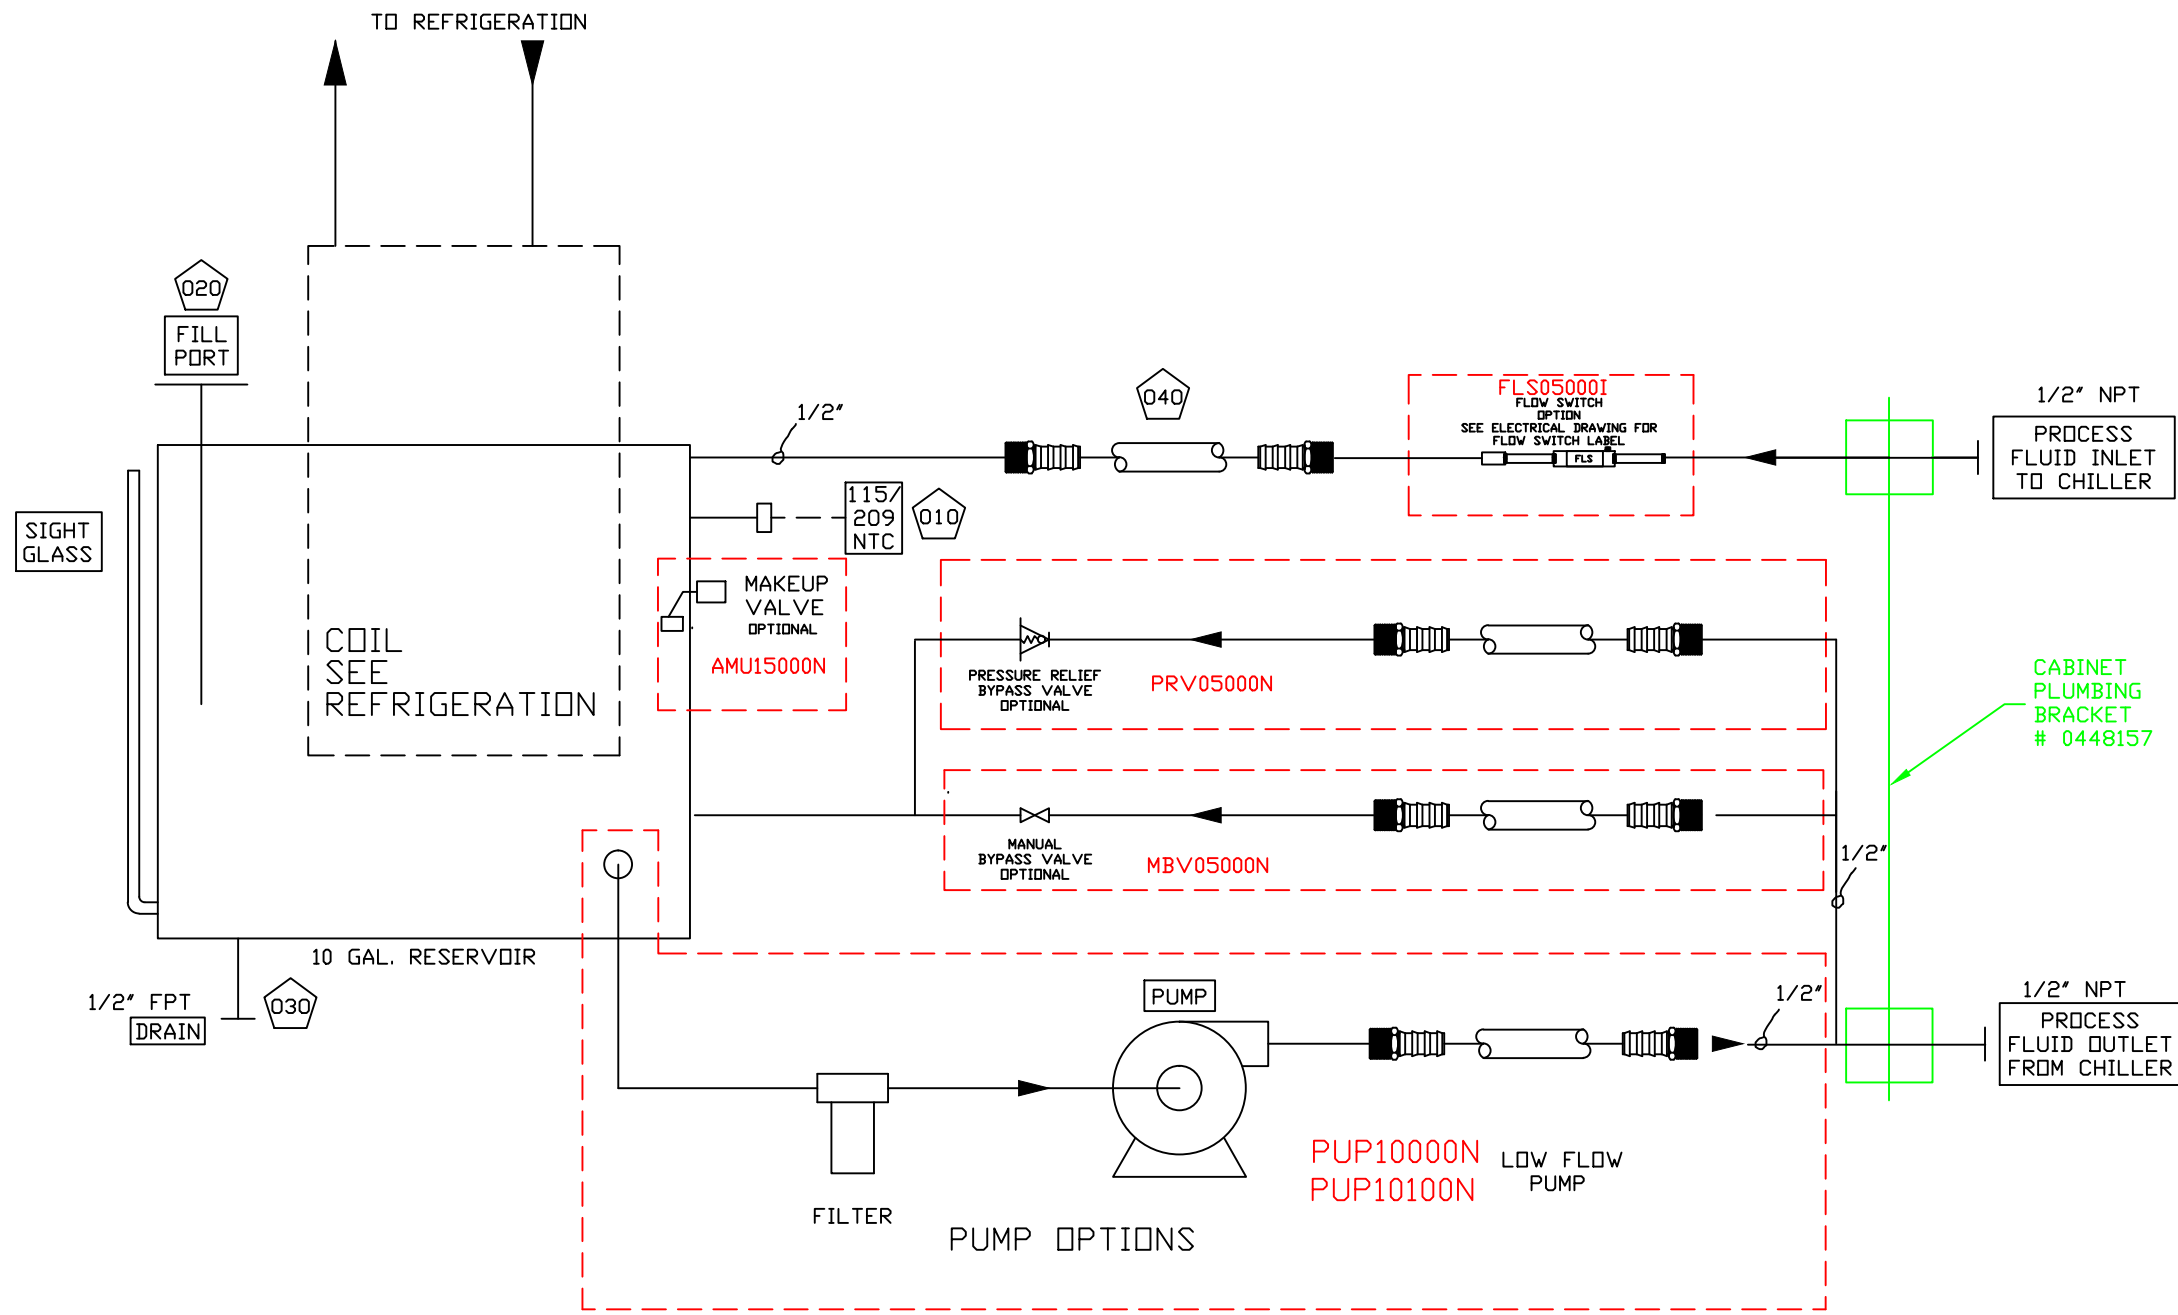 TO REFRIGERATION
020
FILL
PORT
SIGHT
GLASS
COIL
SEE
REFRIGERATION
10 GAL. RESERVOIR
1/2" FPT
DRAIN
030
1/2"
040
FLS05000I
FLOW SWITCH
OPTION
SEE ELECTRICAL DRAWING FOR
FLOW SWITCH LABEL
FLS
1/2" NPT
PROCESS
FLUID INLET
TO CHILLER
115/
209
NTC
010
MAKEUP
VALVE
OPTIONAL
AMU15000N
PRESSURE RELIEF
BYPASS VALVE
OPTIONAL
PRV05000N
CABINET
PLUMBING
BRACKET
# 0448157
MANUAL
BYPASS VALVE
OPTIONAL
MBV05000N
1/2"
PUMP
1/2"
1/2" NPT
PROCESS
FLUID OUTLET
FROM CHILLER
FILTER
PUP10000N
PUP10100N
LOW FLOW
PUMP
PUMP OPTIONS